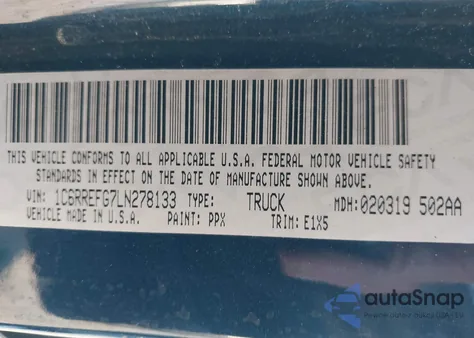 THIS VEHICLE CONFORMS TO ALL APPLICABLE U.S.A. FEDERAL MOTOR VEHICLE SAFETY
STANDARDS IN EFFECT ON THE DATE OF MANUFACTURE SHOWN ABOVE.
VIN: 1C6RREFG7LN278133 TYPE: TRUCK MDH:020319 502AA
VEHICLE MADE IN U.S.A. PAINT: PPX TRIM: E1X5
autoSnap